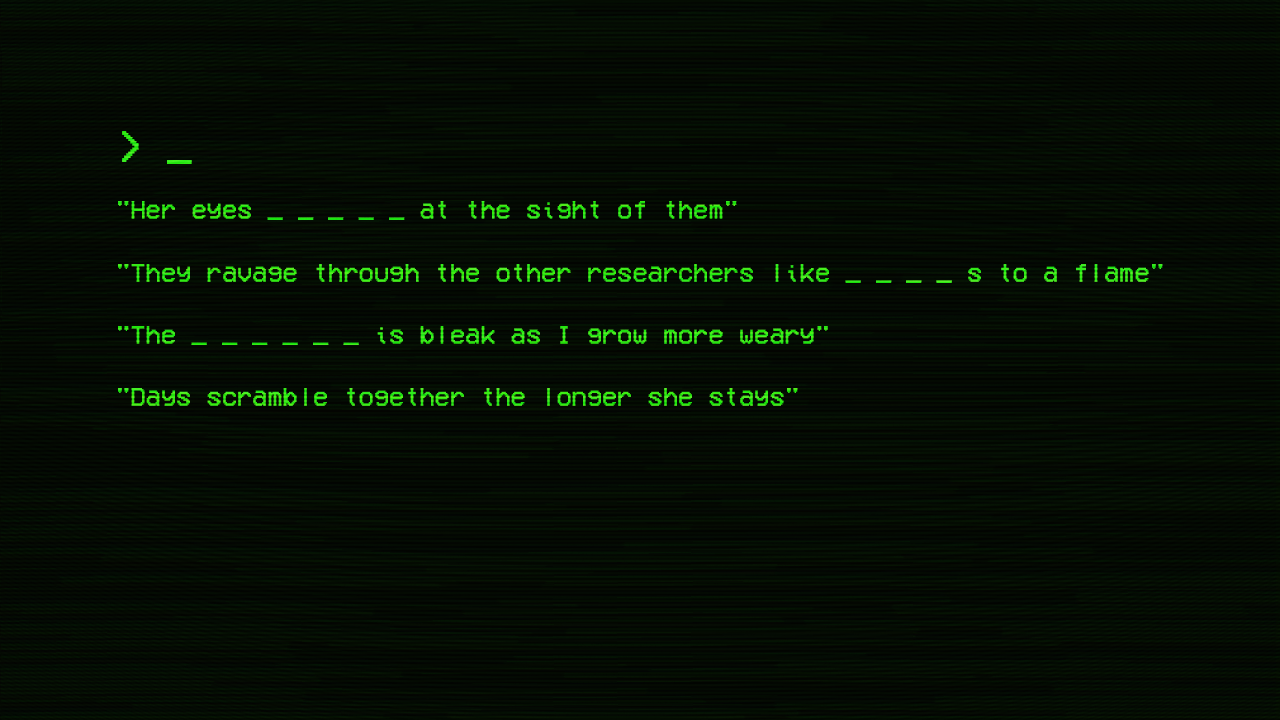 > _
"Her eyes _ _ _ _ _ at the sight of them"
"They ravage through the other researchers like _ _ _ _ s to a flame"
"The _ _ _ _ _ _ is bleak as I grow more weary"
"Days scramble together the longer she stays"